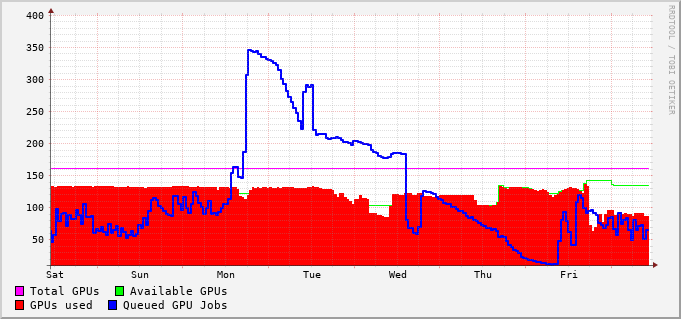 400
350
300
250
200
150
100
50
Sat Sun Mon Tue Wed Thu Fri
Total GPUs Available GPUs
GPUs used Queued GPU Jobs
RRDTOOL / TOBI OETIKER